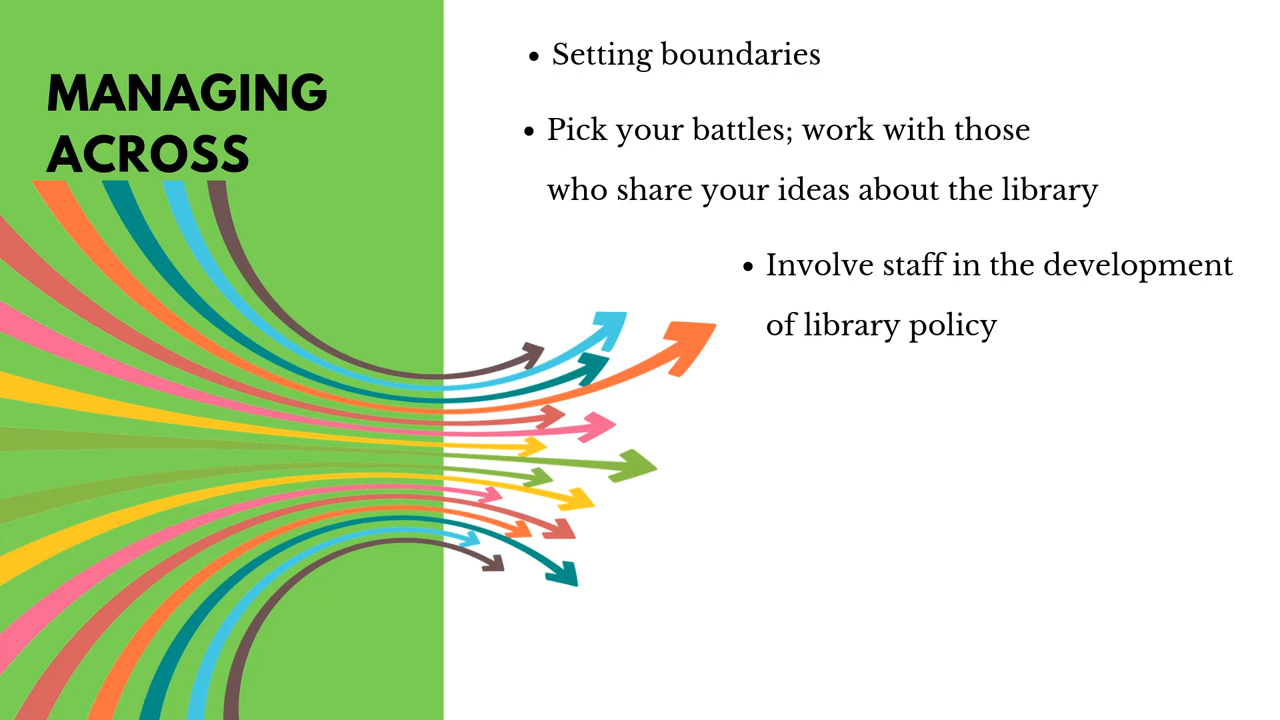 MANAGING
ACROSS
• Setting boundaries
• Pick your battles; work with those
who share your ideas about the library
• Involve staff in the development
of library policy